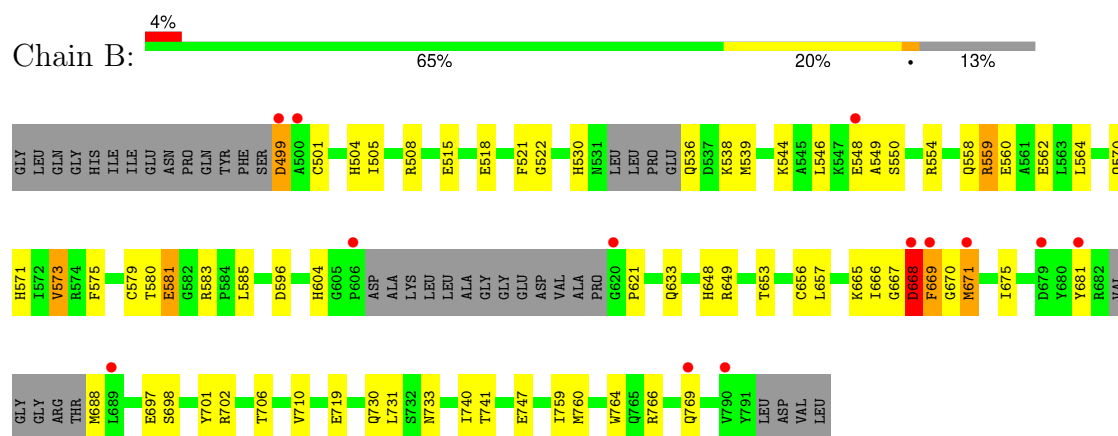 4%
Chain B:
65% 20% • 13%
GLY LEU GLN GLY HIS ILE ILE GLU ASN PRO GLN TYR PHE SER D499 A500 C501 H504 I505 R508 E515 E518 F521 G522 H530 N531 LEU LEU PRO GLU Q536 D537 K538 M539 K544 A545 L546 K547 E548 A549 S550 R554 Q558 R559 E560 A561 E562 L563 L564
H571 I572 V573 R574 F575 C579 T580 E581 G582 R583 P584 L585 D596 H604 G605 P606 ASP ALA LYS LEU LEU ALA GLY GLY GLU ASP VAL ALA PRO G620 P621 Q633 H648 R649 T653 C656 L657 K665 I666 G667 D668 F669 G670 M671 I675 D679 Y680 Y681 R682 VAL
GLY GLY ARG THR M688 L689 E697 S698 Y701 R702 T706 V710 E719 Q730 L731 S732 N733 I740 T741 E747 I759 M760 W764 Q765 R766 Q769 V790 Y791 LEU ASP VAL LEU